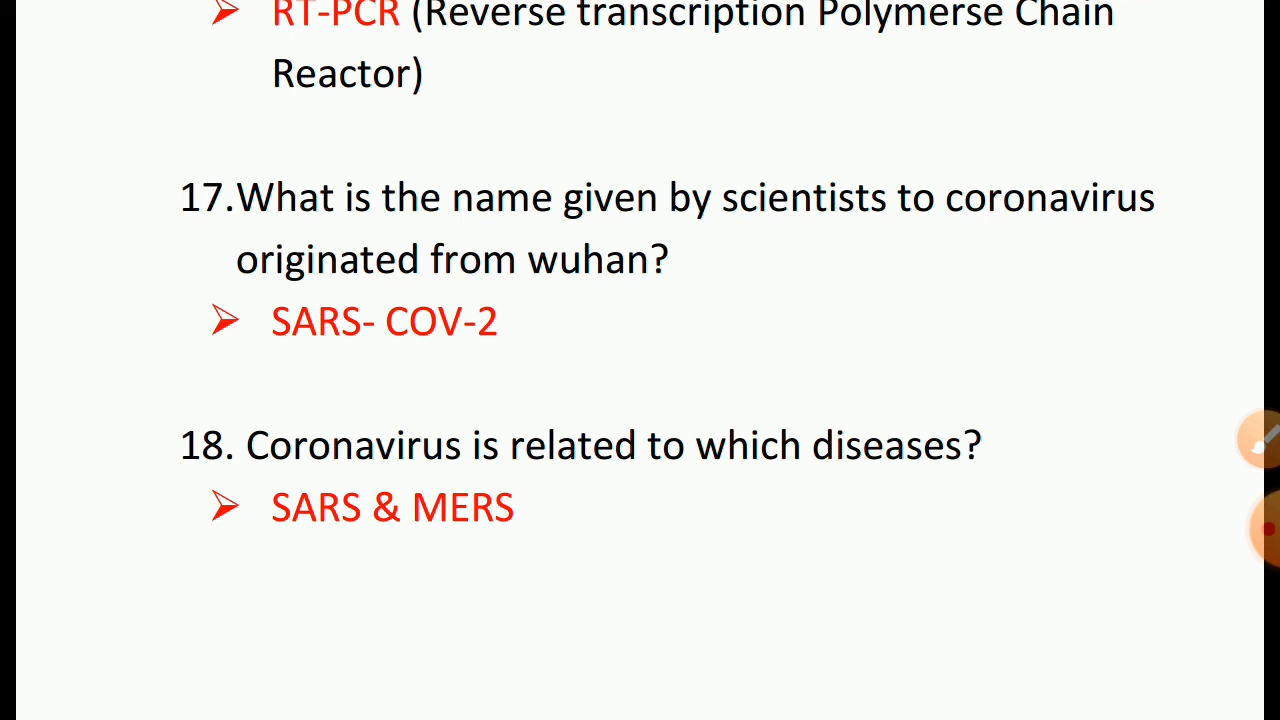 RT-PCR (Reverse transcription Polymerse Chain
Reactor)
17.What is the name given by scientists to coronavirus
originated from wuhan?
SARS- COV-2
18. Coronavirus is related to which diseases?
SARS & MERS